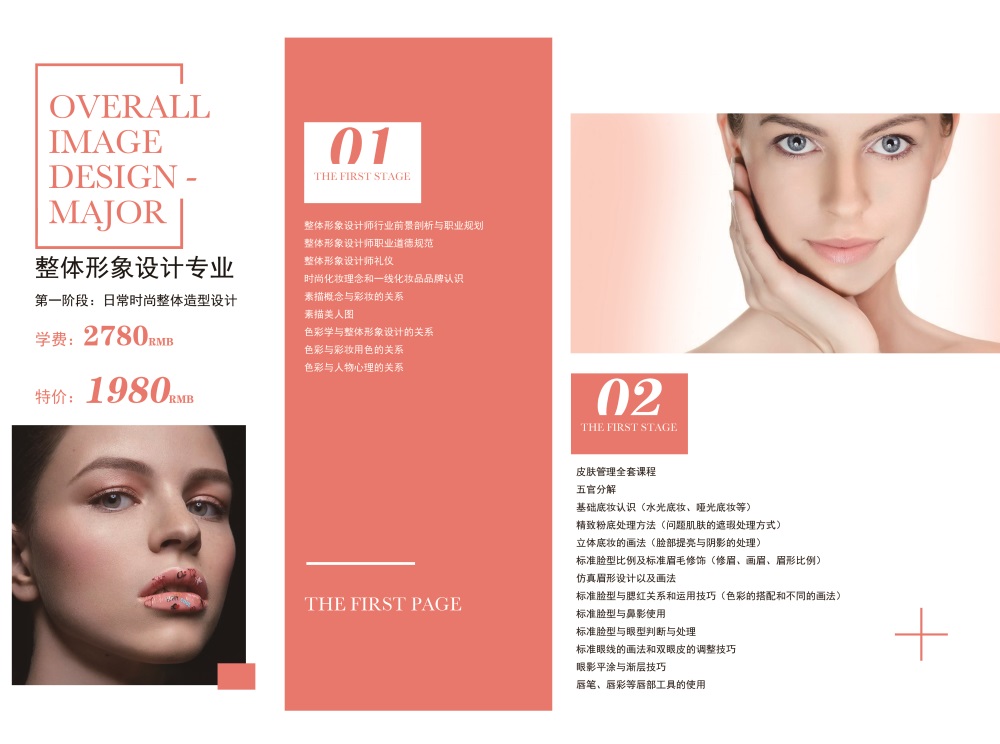 OVERALL
IMAGE
DESIGN -
MAJOR
整体形象设计专业
第一阶段：日常时尚整体造型设计
学费：2780RMB
特价：1980RMB
01
THE FIRST STAGE
整体形象设计师行业前景剖析与职业规划
整体形象设计师职业道德规范
整体形象设计师礼仪
时尚化妆理念和一线化妆品品牌认识
素描概念与彩妆的关系
素描美人图
色彩学与整体形象设计的关系
色彩与彩妆用色的关系
色彩与人物心理的关系
THE FIRST PAGE
02
THE FIRST STAGE
皮肤管理全套课程
五官分解
基础底妆认识（水光底妆、哑光底妆等）
精致粉底处理方法（问题肌肤的遮瑕处理方式）
立体底妆的画法（脸部提亮与阴影的处理）
标准脸型比例及标准眉毛修饰（修眉、画眉、眉形比例）
仿真眉形设计以及画法
标准脸型与腮红关系和运用技巧（色彩的搭配和不同的画法）
标准脸型与鼻影使用
标准脸型与眼型判断与处理
标准眼线的画法和双眼皮的调整技巧
眼影平涂与渐层技巧
唇笔、唇彩等唇部工具的使用